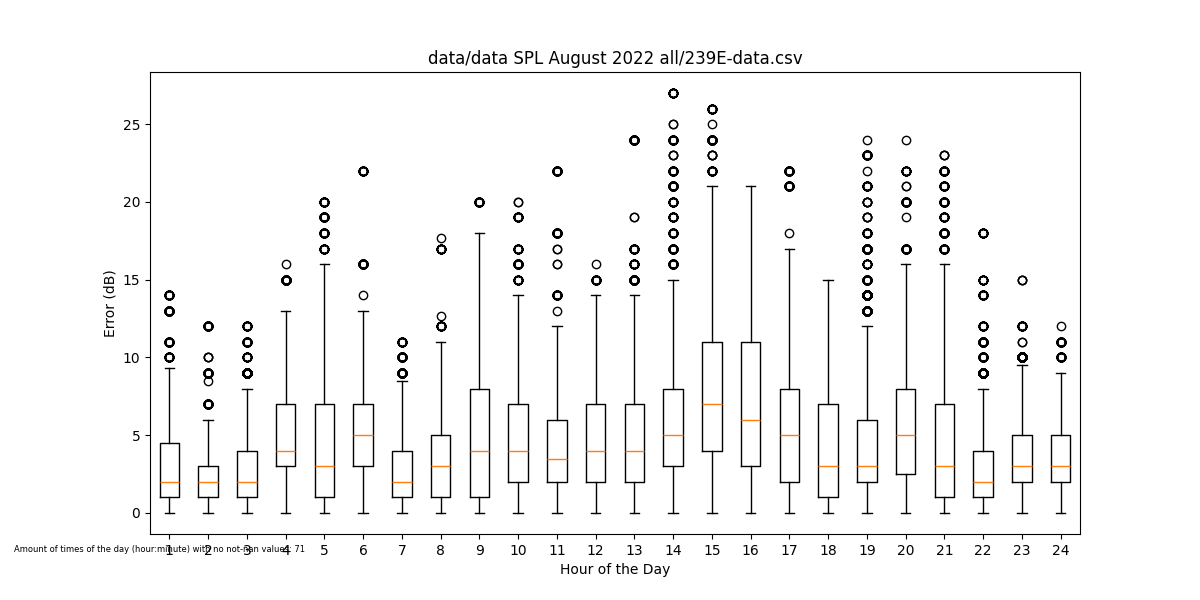 data/data SPL August 2022 all/239E-data.csv
Error (dB)
25
20
15
10
5
0
1 2 3 4 5 6 7 8 9 10 11 12 13 14 15 16 17 18 19 20 21 22 23 24
Amount of times of the day (hour:minute) with no not-nan values: 71
Hour of the Day